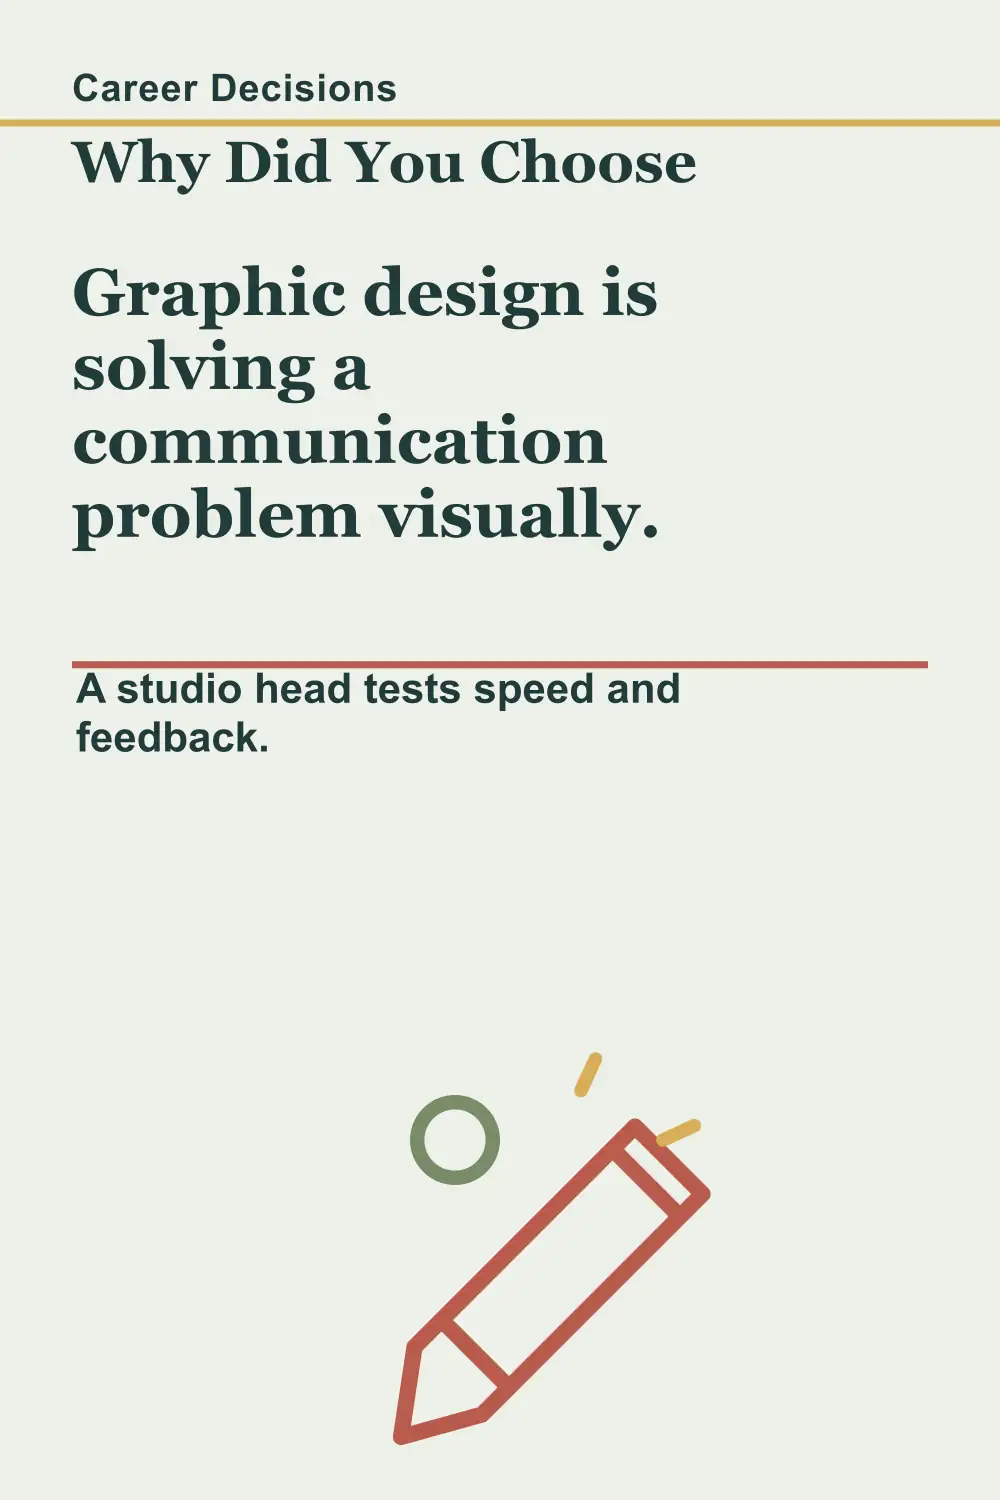 Career Decisions
Why Did You Choose
Graphic design is
solving a
communication
problem visually.
A studio head tests speed and
feedback.